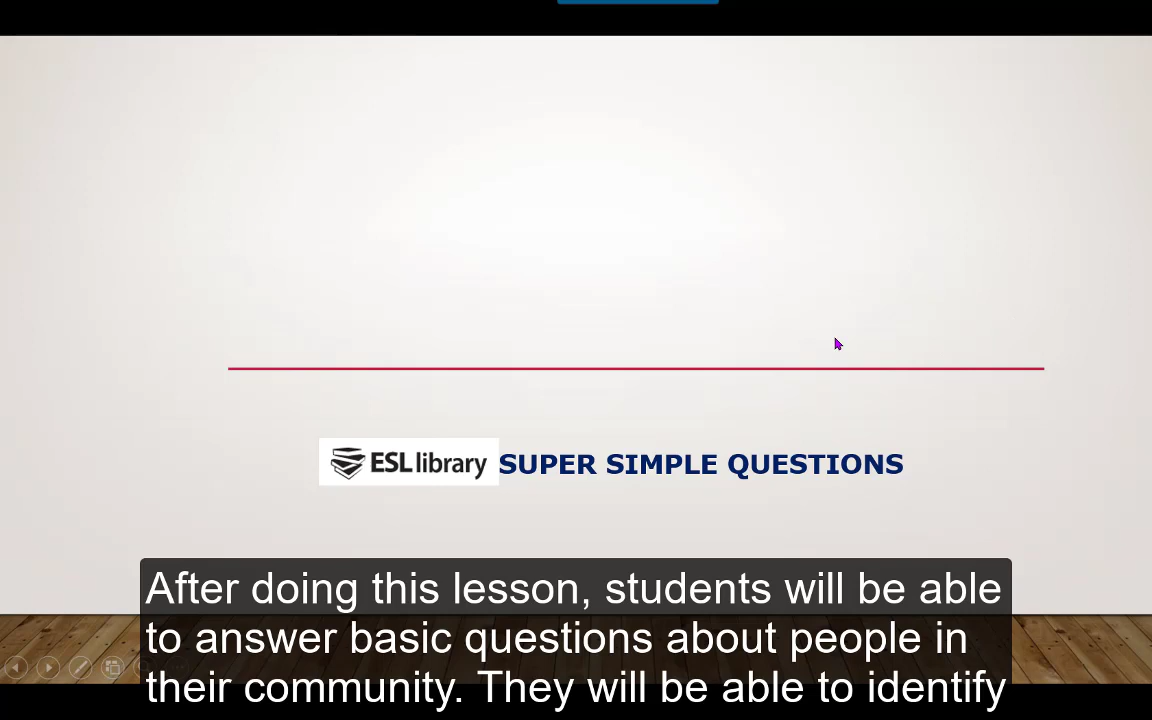 ESL library SUPER SIMPLE QUESTIONS
After doing this lesson, students will be able
to answer basic questions about people in
their community. They will be able to identify